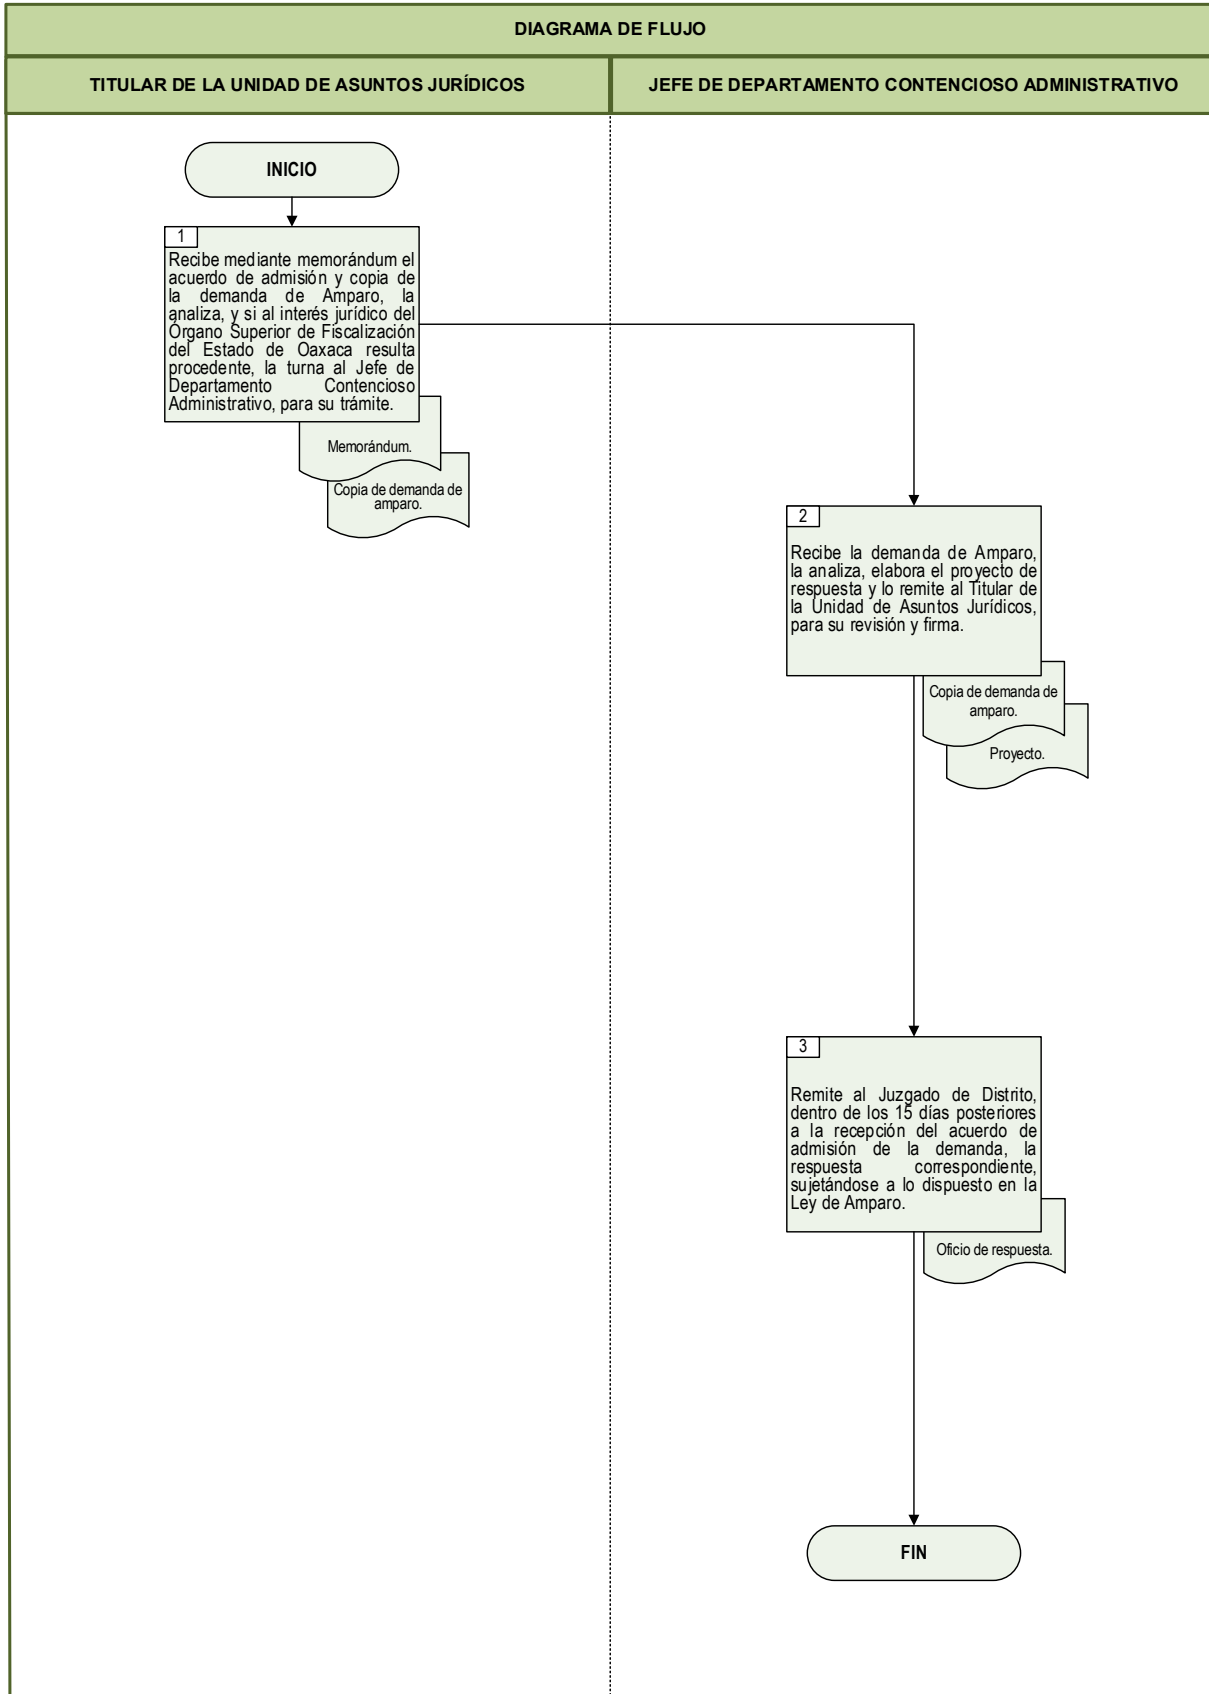 DIAGRAMA DE FLUJO
TITULAR DE LA UNIDAD DE ASUNTOS JURÍDICOS
JEFE DE DEPARTAMENTO CONTENCIOSO ADMINISTRATIVO
INICIO
1
Recibe mediante memorándum el
acuerdo de admisión y copia de
la demanda de Amparo, la
analiza, y si al interés jurídico del
Órgano Superior de Fiscalización
del Estado de Oaxaca resulta
procedente, la turna al Jefe de
Departamento Contencioso
Administrativo, para su trámite.
Memorándum.
Copia de demanda de
amparo.
2
Recibe la demanda de Amparo,
la analiza, elabora el proyecto de
respuesta y lo remite al Titular de
la Unidad de Asuntos Jurídicos,
para su revisión y firma.
Copia de demanda de
amparo.
Proyecto.
3
Remite al Juzgado de Distrito,
dentro de los 15 días posteriores
a la recepción del acuerdo de
admisión de la demanda, la
respuesta correspondiente,
sujetándose a lo dispuesto en la
Ley de Amparo.
Oficio de respuesta.
FIN